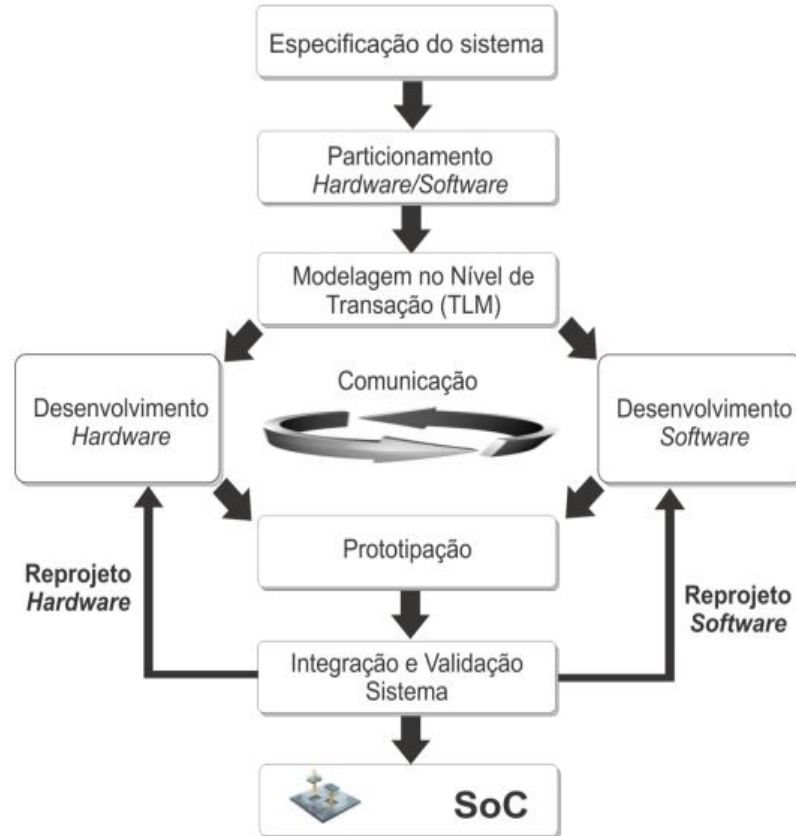 Especificação do sistema
Particionamento
Hardware/Software
Modelagem no Nível de
Transação (TLM)
Comunicação
Desenvolvimento
Hardware
Desenvolvimento
Software
Prototipação
Reprojeto
Hardware
Reprojeto
Software
Integração e Validação
Sistema
SoC